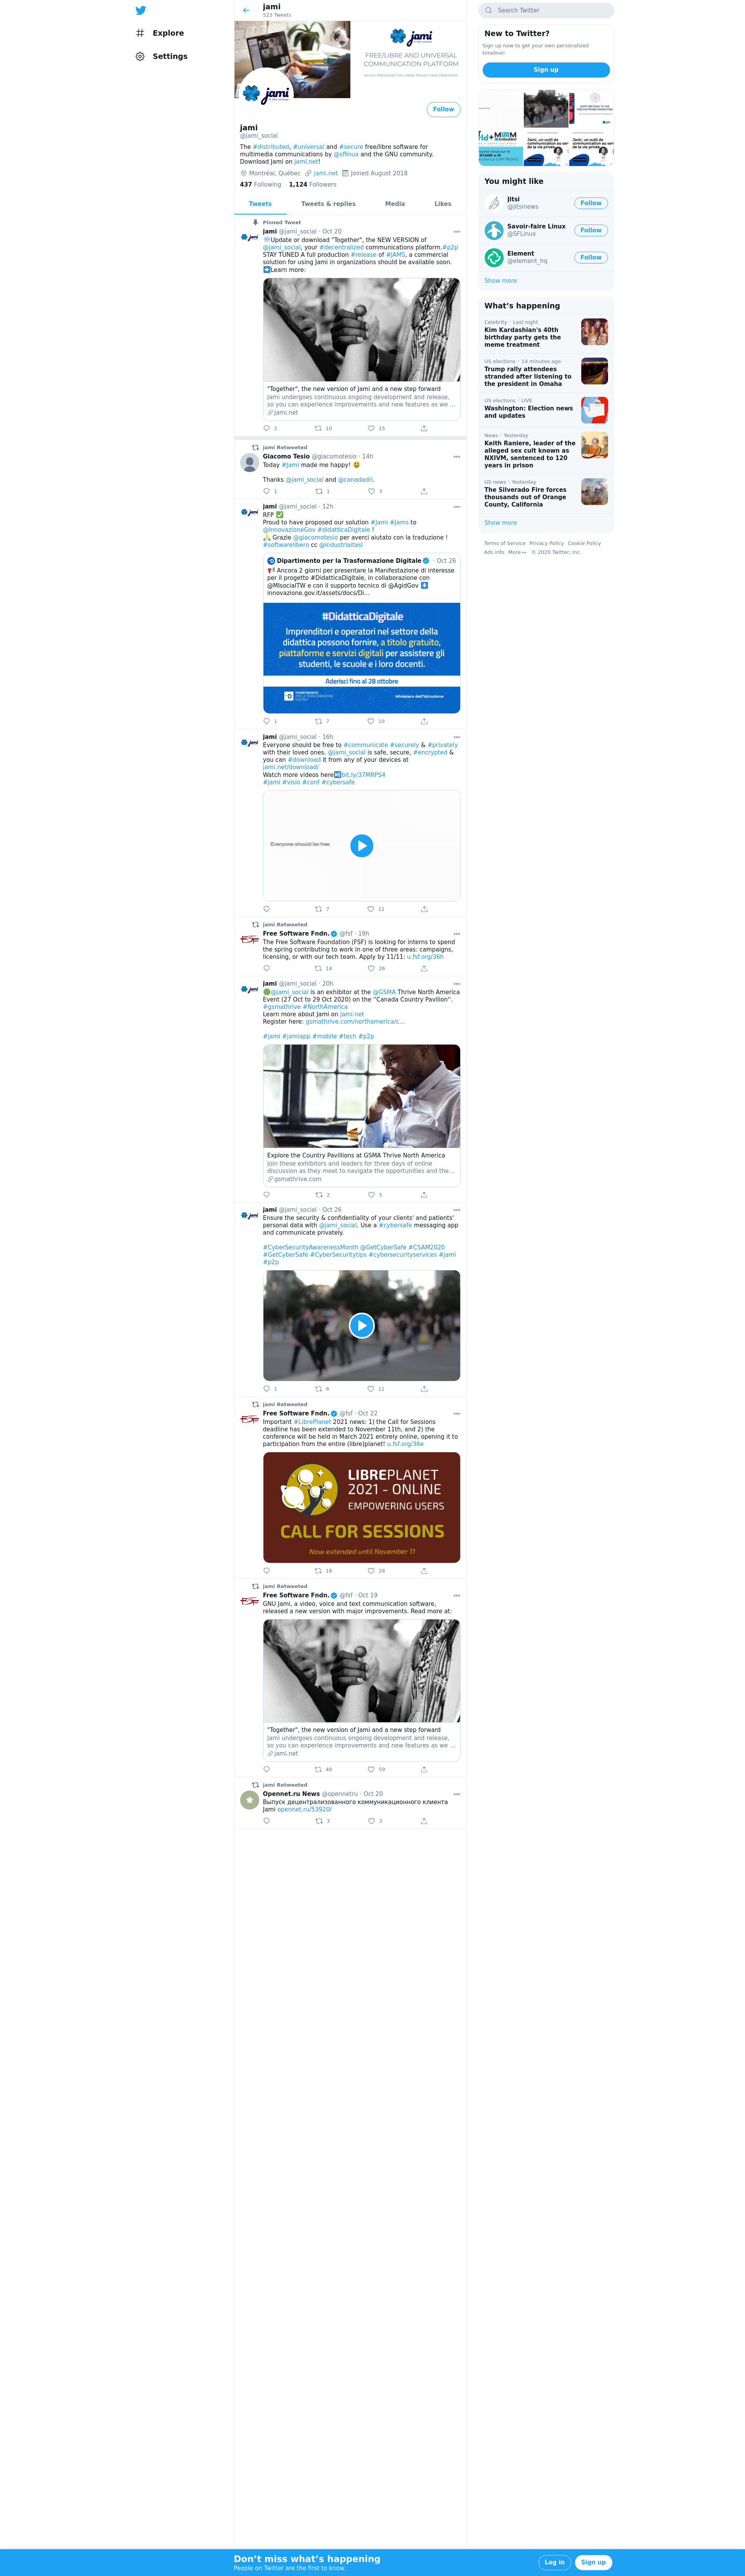 Explore
Settings
jami
523 Tweets
jami
FREE/LIBRE AND UNIVERSAL
COMMUNICATION PLATFORM
jami
Follow
jami
@jami_social
The #distributed, #universal and #secure free/libre software for
multimedia communications by @sflinux and the GNU community.
Download Jami on jami.net!
Montréal, Québec jami.net Joined August 2018
437 Following 1,124 Followers
Tweets Tweets & replies Media Likes
Pinned Tweet
jami @jami_social · Oct 20
Update or download "Together", the NEW VERSION of
@jami_social, your #decentralized communications platform.#p2p
STAY TUNED A full production #release of #JAMS, a commercial
solution for using Jami in organizations should be available soon.
Learn more:
"Together", the new version of Jami and a new step forward
Jami undergoes continuous ongoing development and release,
so you can experience improvements and new features as we ...
jami.net
2 10 15
jami Retweeted
Giacomo Tesio @giacomotesio · 14h
Today #Jami made me happy! 😃
Thanks @jami_social and @canadadri.
1 1 3
jami @jami_social · 12h
RFP ✅
Proud to have proposed our solution #Jami #Jams to
@InnovazioneGov #didatticaDigitale !
🙏 Grazie @giacomotesio per averci aiutato con la traduction !
#softwarelibero cc @industriaitasl
Dipartimento per la Trasformazione Digitale · Oct 26
📢 Ancora 2 giorni per presentare la Manifestazione di interesse
per il progetto #DidatticaDigitale, in collaborazione con
@MIsocialTW e con il supporto tecnico di @AgidGov ➡
innovazione.gov.it/assets/docs/Di...
#DidatticaDigitale
Imprenditori e operatori nel settore della
didattica possono fornire, a titolo gratuito,
piattaforme e servizi digitali per assistere gli
studenti, le scuole e i loro docenti.
Aderisci fino al 28 ottobre
Ministero dell'Istruzione
1 7 10
jami @jami_social · 16h
Everyone should be free to #communicate #securely & #privately
with their loved ones. @jami_social is safe, secure, #encrypted &
you can #download it from any of your devices at
jami.net/download/
Watch more videos here bit.ly/37MRPS4
#jami #visio #conf #cybersafe
Everyone should be free
7 11
jami Retweeted
Free Software Fndn. @fsf · 19h
The Free Software Foundation (FSF) is looking for interns to spend
the spring contributing to work in one of three areas: campaigns,
licensing, or with our tech team. Apply by 11/11: u.fsf.org/36h
14 26
jami @jami_social · 20h
@jami_social is an exhibitor at the @GSMA Thrive North America
Event (27 Oct to 29 Oct 2020) on the ''Canada Country Pavilion''.
#gsmathrive #NorthAmerica
Learn more about Jami on jami.net
Register here: gsmathrive.com/northamerica/c...
#jami #jamiapp #mobile #tech #p2p
Explore the Country Pavillions at GSMA Thrive North America
Join these exhibitors and leaders for three days of online
discussion as they meet to navigate the opportunities and the...
gsmathrive.com
2 5
jami @jami_social · Oct 26
Ensure the security & confidentiality of your clients' and patients'
personal data with @jami_social. Use a #cybersafe messaging app
and communicate privately.
#CyberSecurityAwarenessMonth @GetCyberSafe #CSAM2020
#GetCyberSafe #CyberSecuritytips #cybersecurityservices #jami
#p2p
1 6 11
jami Retweeted
Free Software Fndn. @fsf · Oct 22
Important #LibrePlanet 2021 news: 1) the Call for Sessions
deadline has been extended to November 11th, and 2) the
conference will be held in March 2021 entirely online, opening it to
participation from the entire (libre)planet! u.fsf.org/36e
LIBREPLANET
2021 - ONLINE
EMPOWERING USERS
CALL FOR SESSIONS
Now extended until November 11
18 28
jami Retweeted
Free Software Fndn. @fsf · Oct 19
GNU Jami, a video, voice and text communication software,
released a new version with major improvements. Read more at:
"Together", the new version of Jami and a new step forward
Jami undergoes continuous ongoing development and release,
so you can experience improvements and new features as we ...
jami.net
48 59
jami Retweeted
Opennet.ru News @opennetru · Oct 20
Выпуск децентрализованного коммуникационного клиента
Jami opennet.ru/53920/
3 3
Search Twitter
New to Twitter?
Sign up now to get your own personalized
timeline!
Sign up
You might like
Jitsi
@jitsinews
Follow
Savoir-faire Linux
@SFLinux
Follow
Element
@element_hq
Follow
Show more
What's happening
Celebrity · Last night
Kim Kardashian's 40th
birthday party gets the
meme treatment
US elections · 14 minutes ago
Trump rally attendees
stranded after listening to
the president in Omaha
US elections · LIVE
Washington: Election news
and updates
News · Yesterday
Keith Raniere, leader of the
alleged sex cult known as
NXIVM, sentenced to 120
years in prison
US news · Yesterday
The Silverado Fire forces
thousands out of Orange
County, California
Show more
Terms of Service Privacy Policy Cookie Policy
Ads info More © 2020 Twitter, Inc.
Don't miss what's happening
People on Twitter are the first to know.
Log in
Sign up